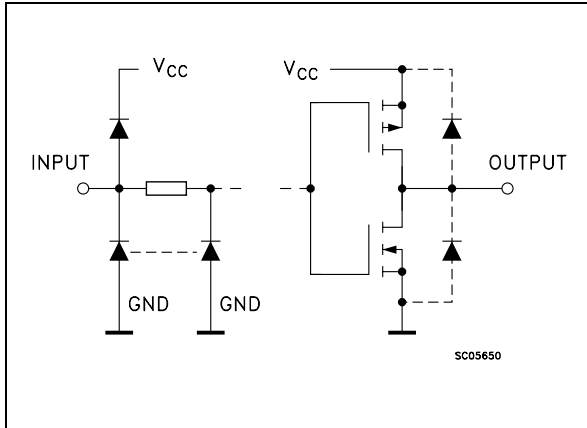 VCC
VCC
INPUT
OUTPUT
GND
GND
SC05650